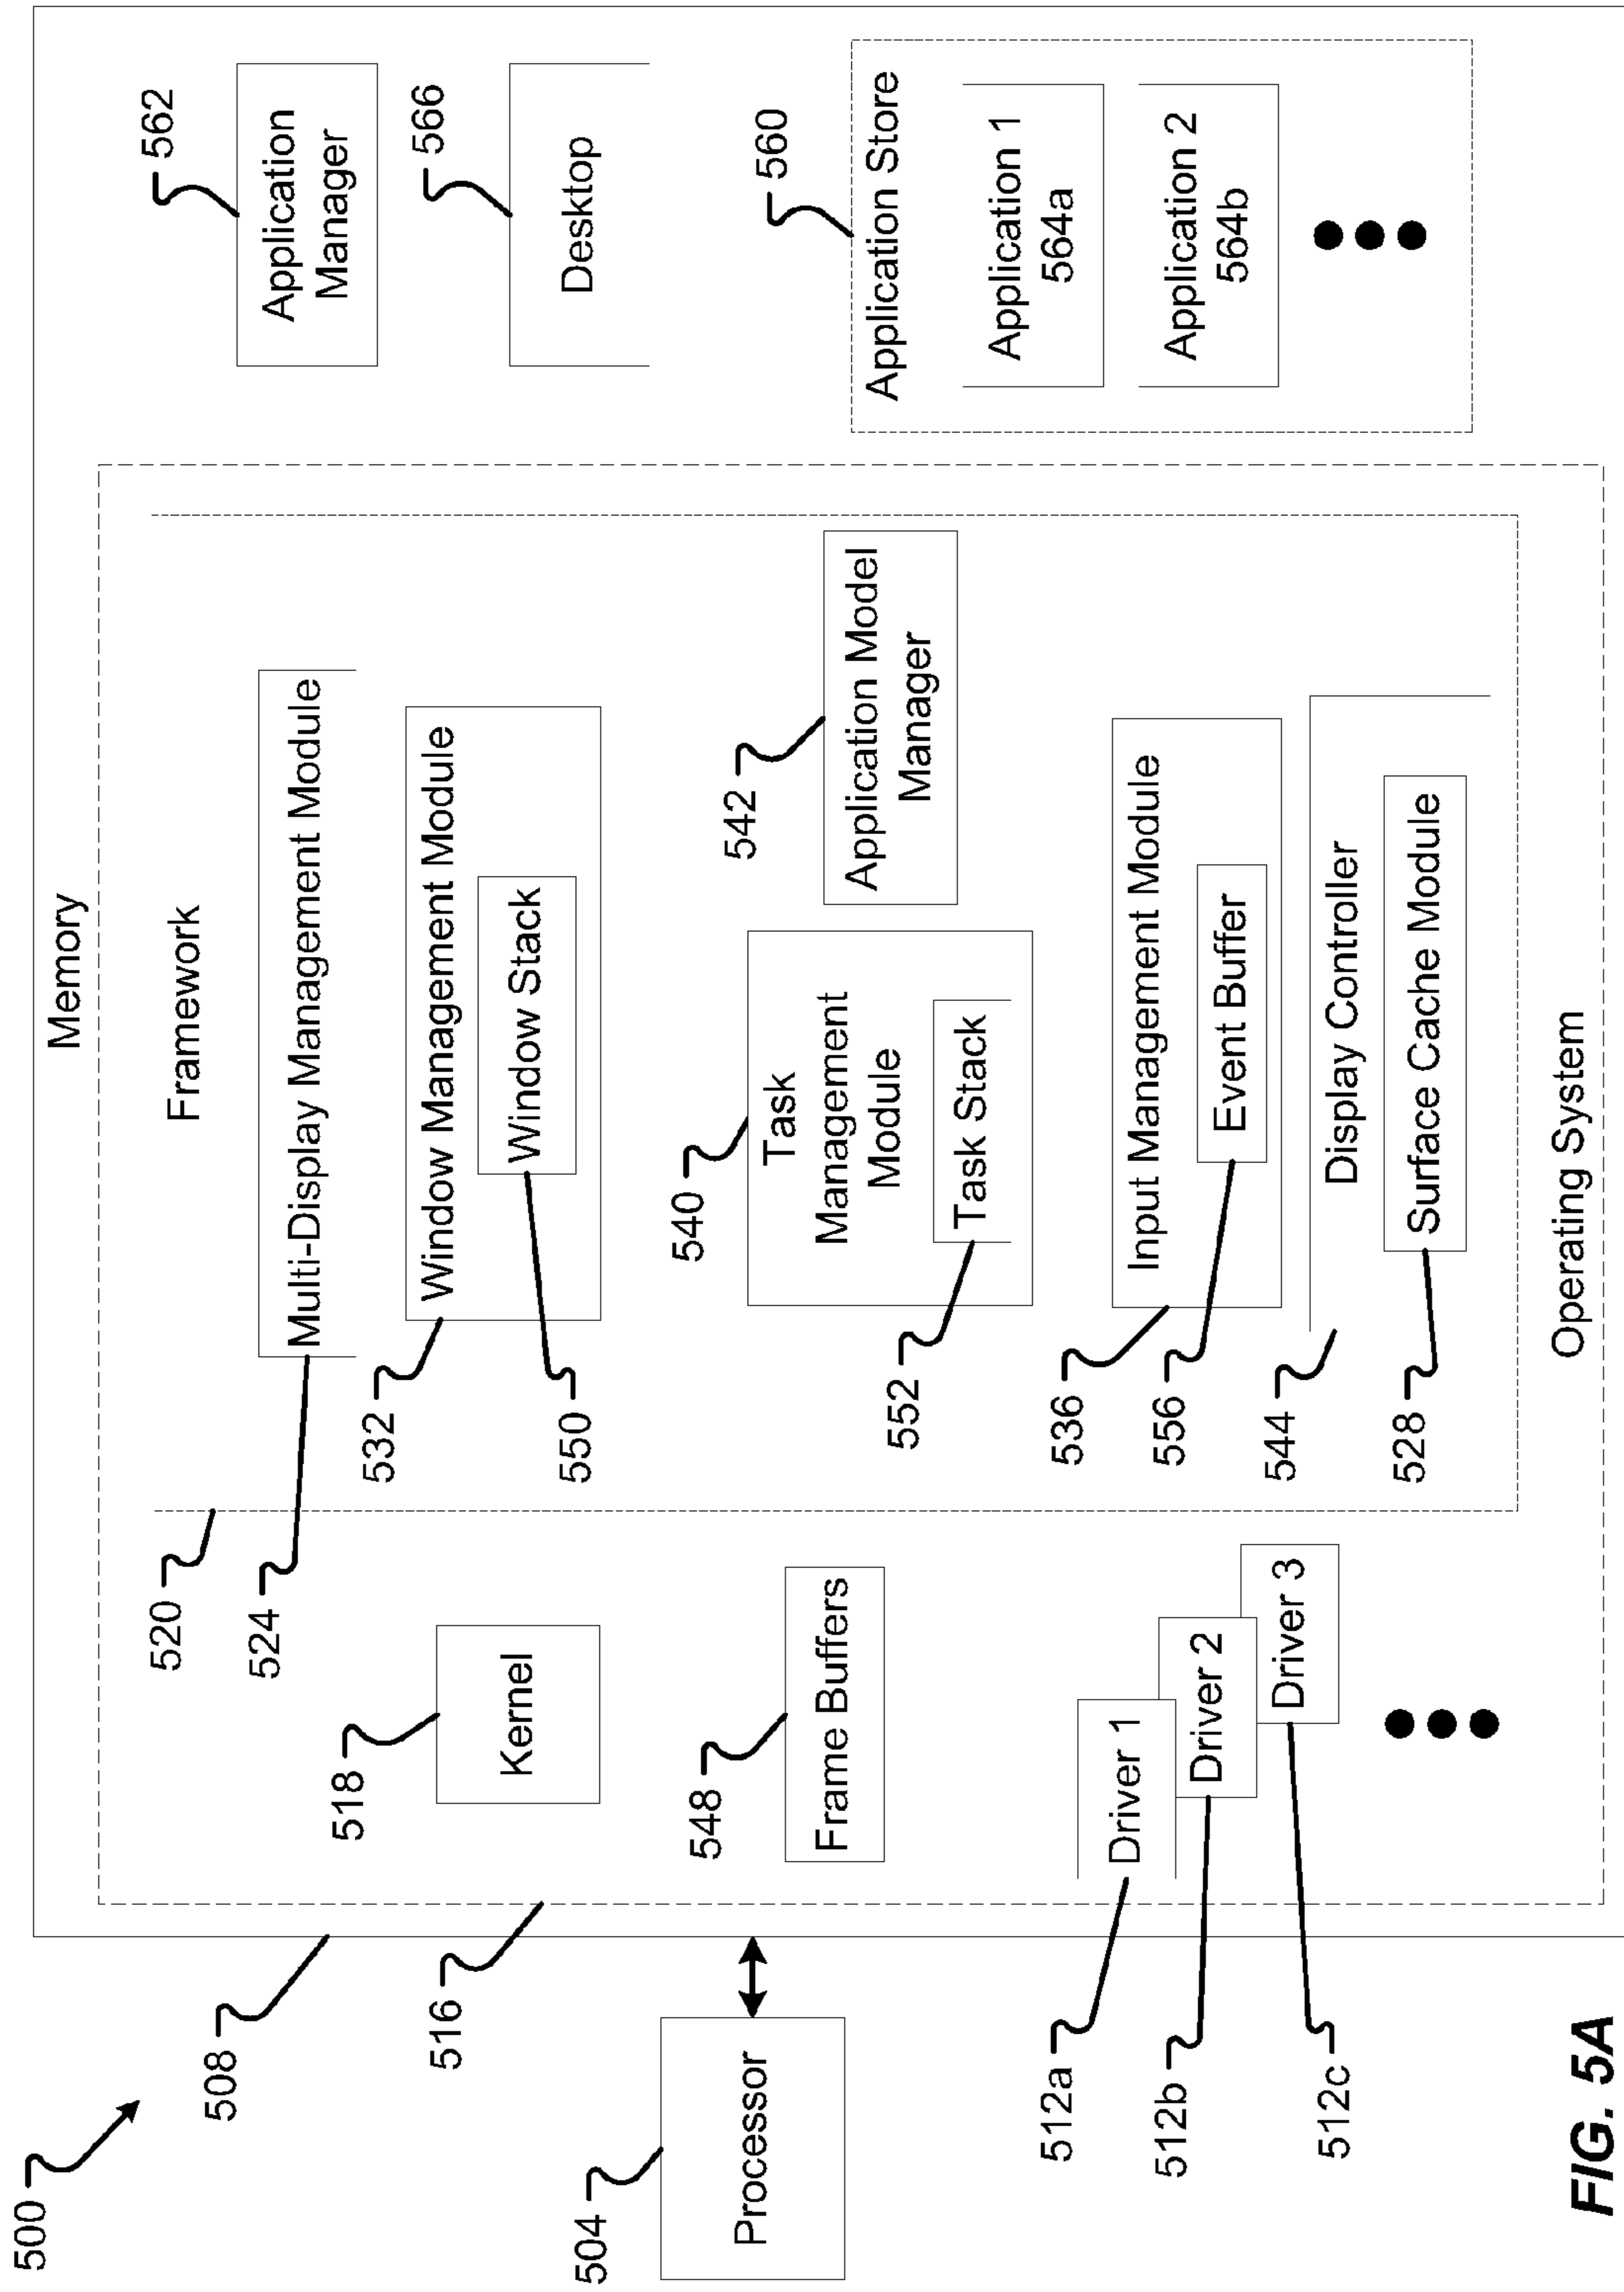 500
508
Memory
516
520
Framework
524
Multi-Display Management Module
532
Window Management Module
550
Window Stack
518
Kernel
504
Processor
548
Frame Buffers
540
Task
Management
Module
552
Task Stack
542
Application Model
Manager
536
Input Management Module
556
Event Buffer
544
Display Controller
528
Surface Cache Module
512a
Driver 1
512b
Driver 2
512c
Driver 3
Operating System
562
Application
Manager
566
Desktop
560
Application Store
Application 1
564a
Application 2
564b
FIG. 5A